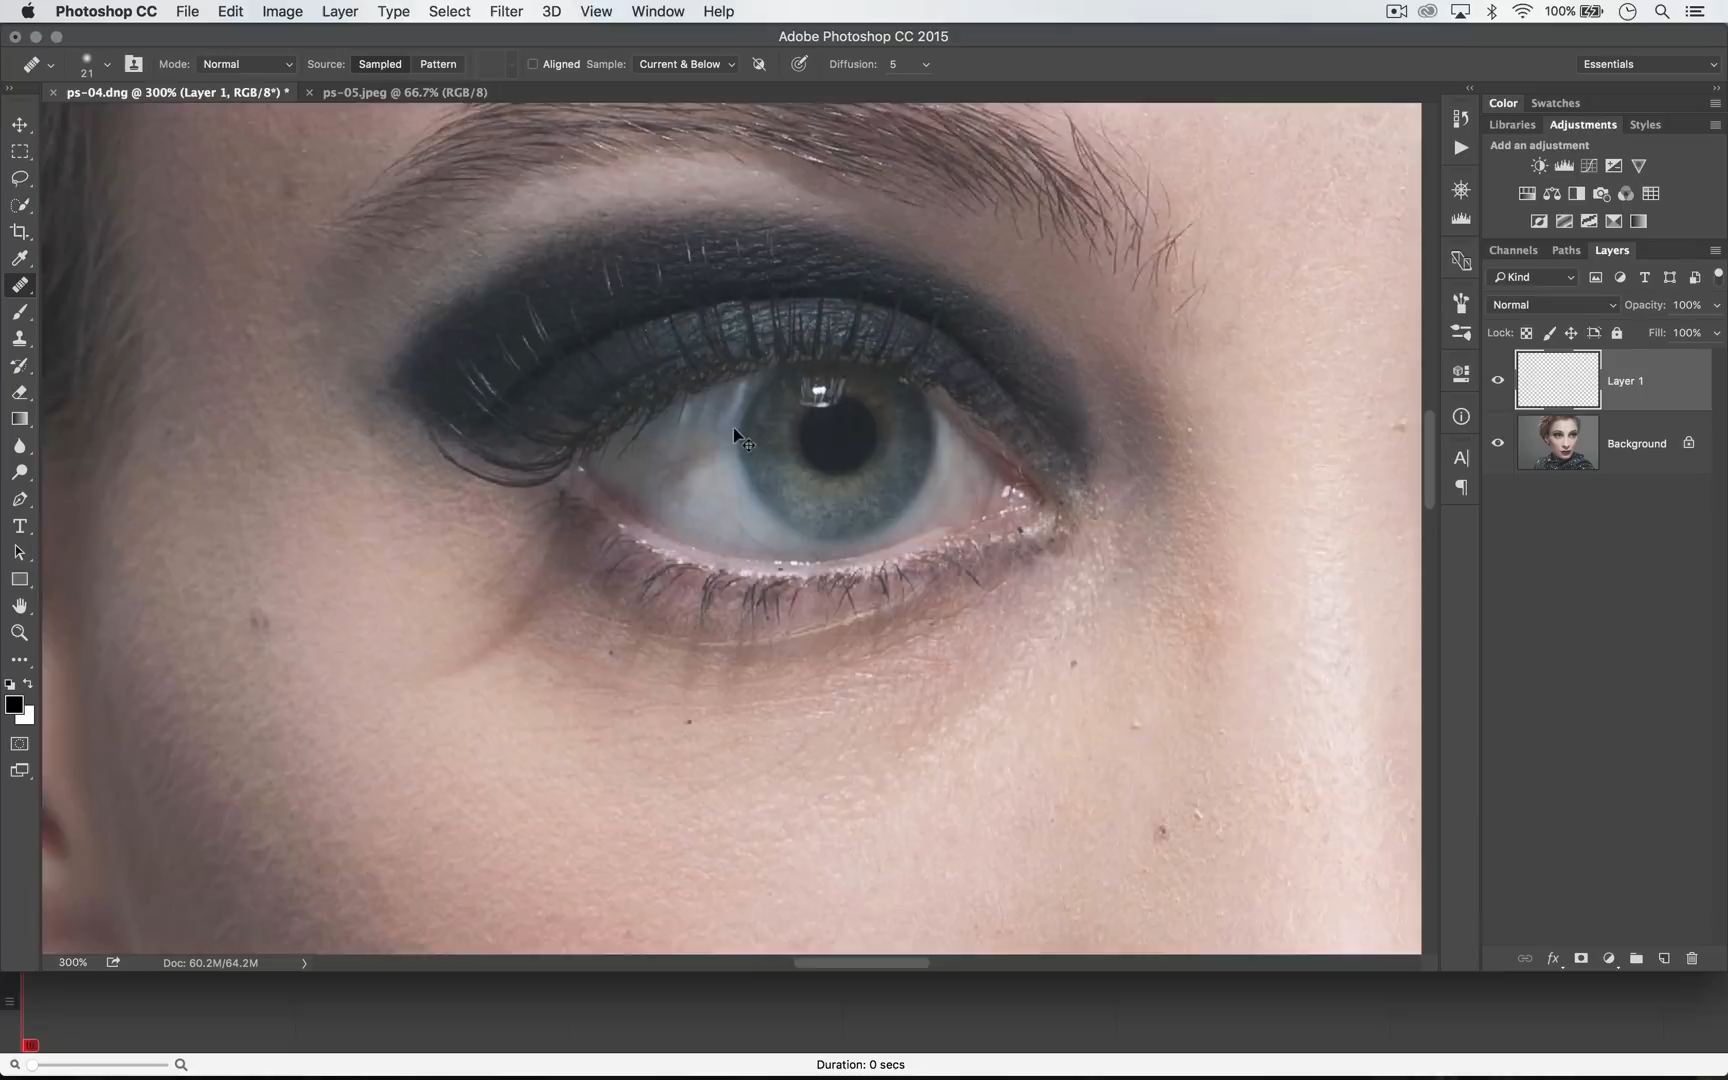 Photoshop CC File Edit Image Layer Type Select Filter 3D View Window Help 100%
Adobe Photoshop CC 2015
21 Mode: Normal Source: Sampled Pattern Aligned Sample: Current & Below Diffusion: 5 Essentials
ps-04.dng @ 300% (Layer 1, RGB/8*) * ps-05.jpeg @ 66.7% (RGB/8)
Color Swatches
Libraries Adjustments Styles
Add an adjustment
Channels Paths Layers
Kind
Normal Opacity: 100%
Lock: Fill: 100%
Layer 1
Background
300% Doc: 60.2M/64.2M
Duration: 0 secs